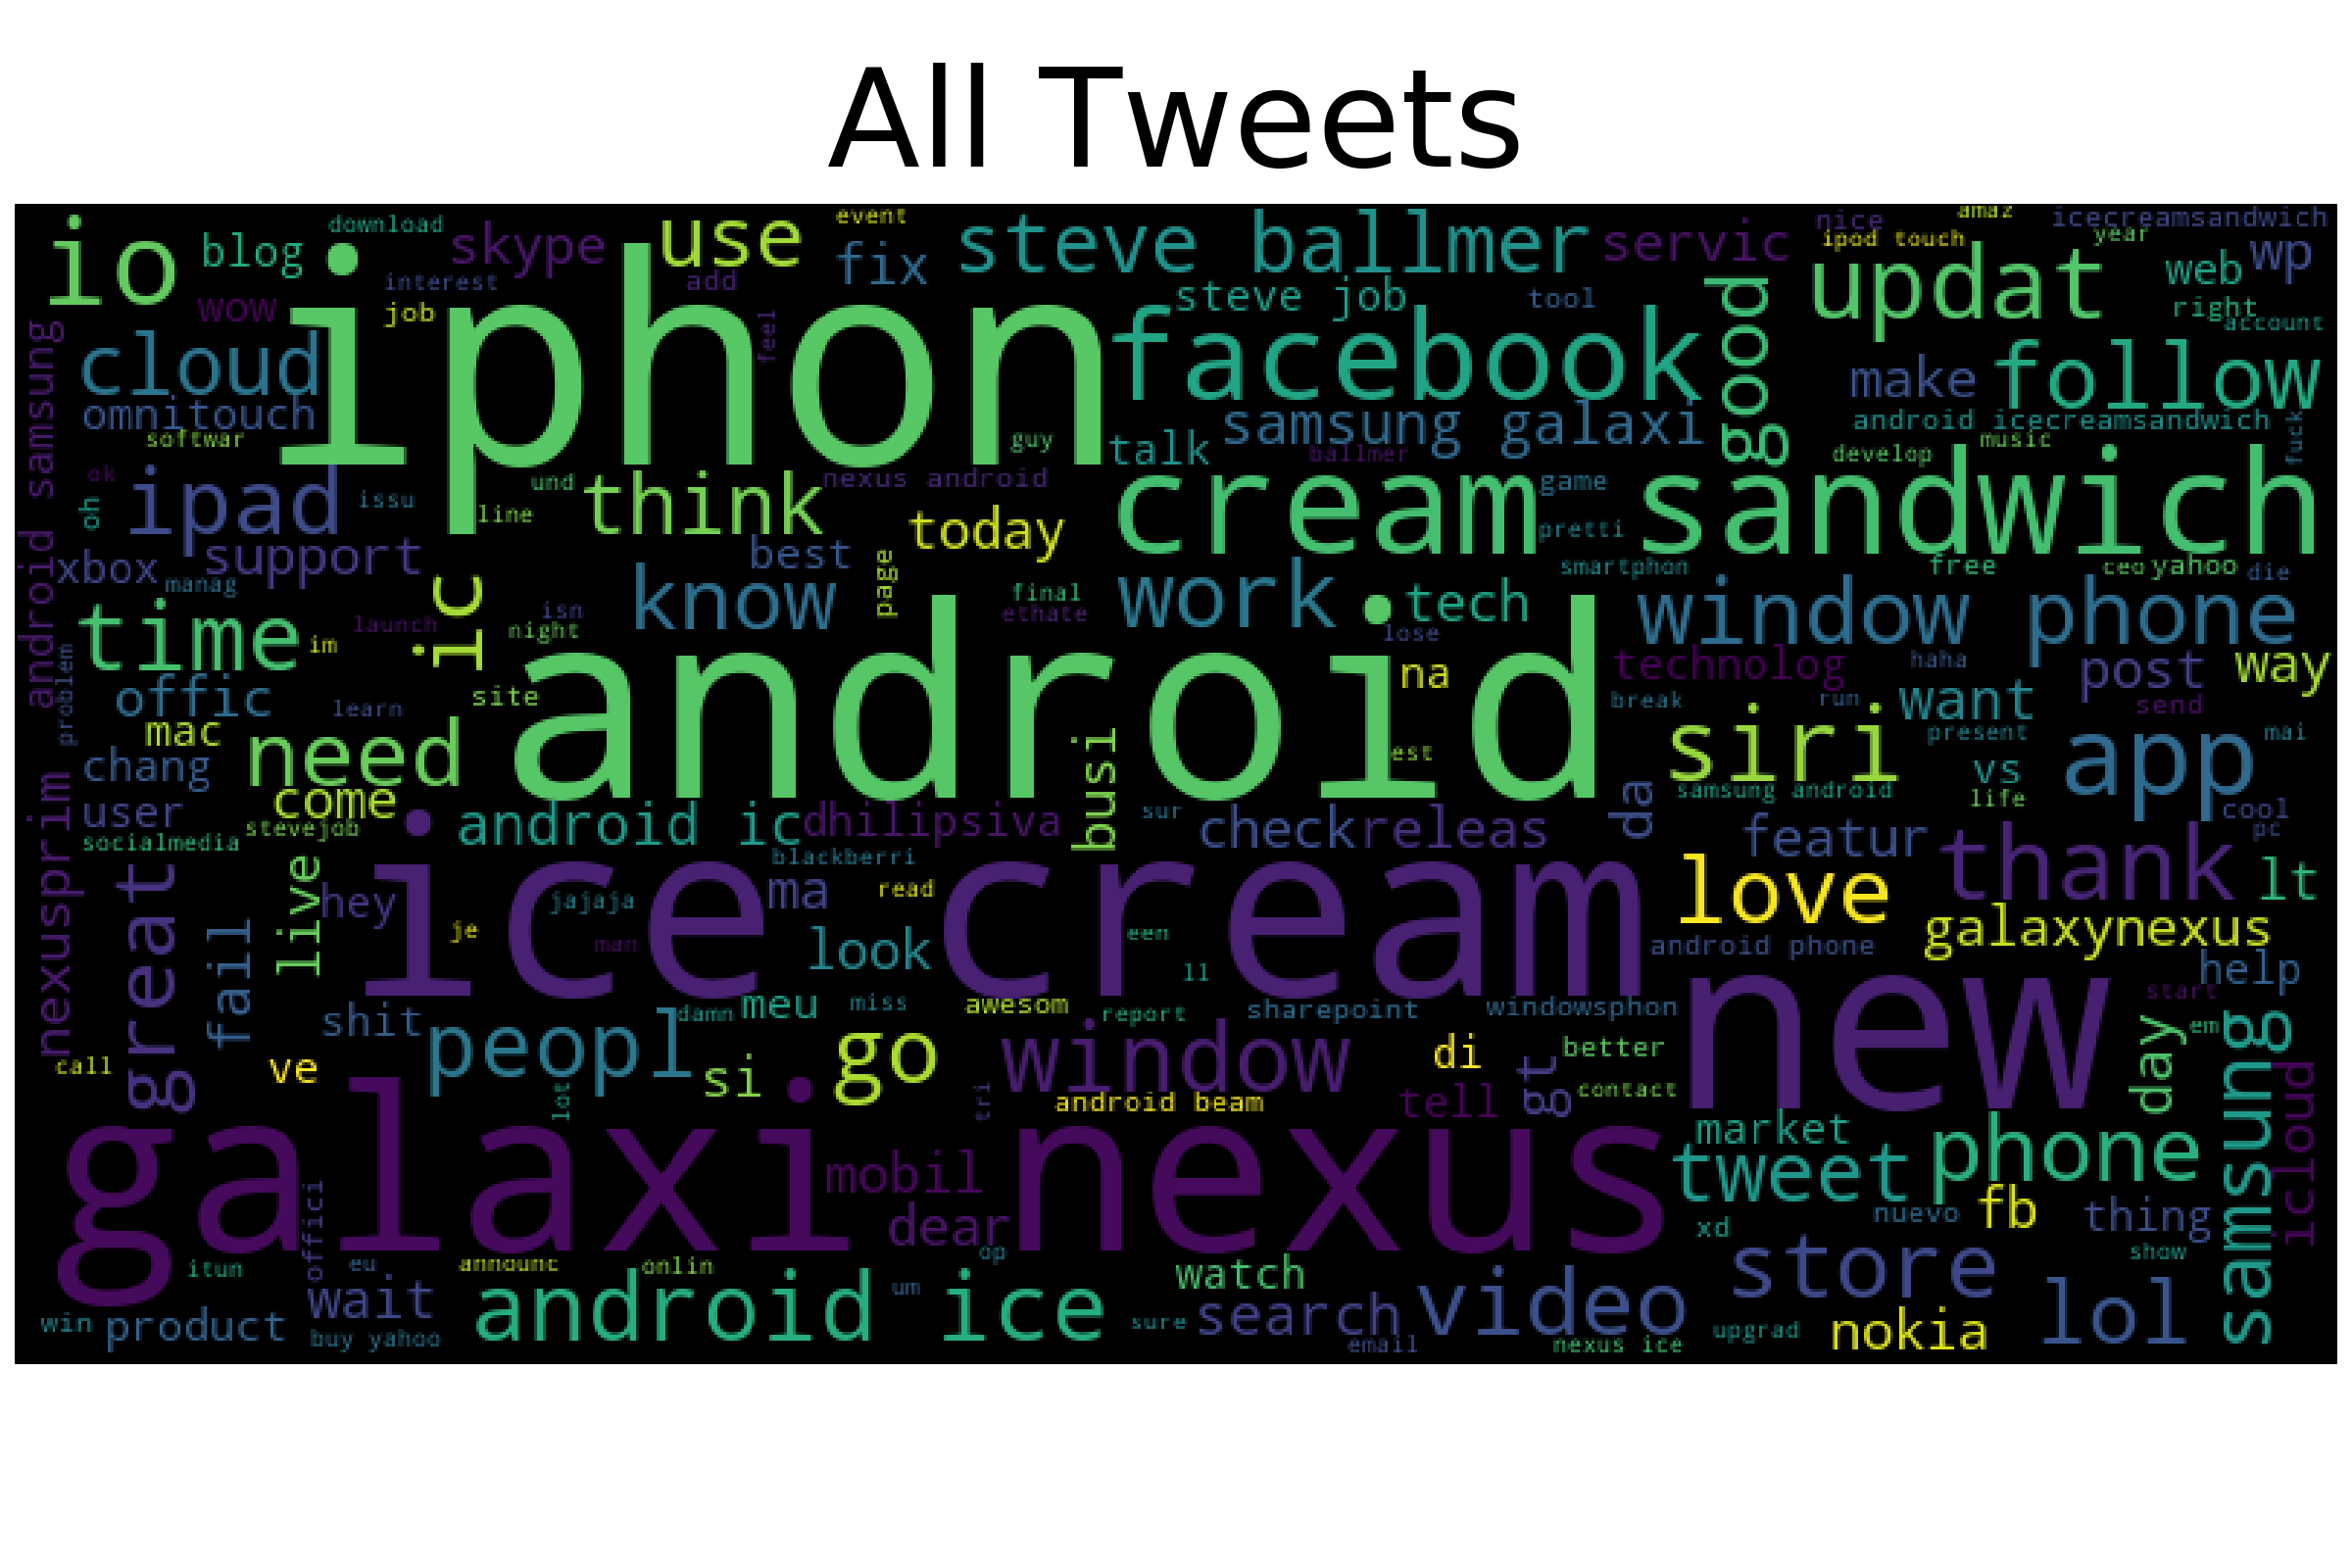 All Tweets
download
event
amaz
icecreamsandwich
nice
io
blog
skype
use
fix
steve ballmer
servic
ipod touch
year
wp
interest
add
updat
web
wow
job
iphon
steve job
tool
good
right
account
feel
facebook
cloud
make
follow
omnitouch
samsung galaxi
android icecreamsandwich
softwar
guy
talk
ballmer
develop
music
fuck
android samsung
ok
oh
ipad
issu
und
line
think
nexus android
cream
game
sandwich
today
pretti
xbox
support
best
page
smartphon
free
ceo
yahoo
die
manag
ic
know
final
ethate
work
tech
window phone
time
im
launch
isn
night
lose
technolog
haha
post
way
problem
offic
learn
site
android
na
break
run
want
send
mac
need
est
siri
present
mai
app
chang
busi
vs
come
samsung android
life
user
stevejob
android ic
dhilipsiva
sur
check
releas
da
featur
cool
pc
socialmedia
blackberri
nexusprim
great
live
hey
jajaja
ma
read
ice cream
love
thank
lt
fail
je
man
look
een
galaxynexus
android phone
ll
help
shit
damn
meu
miss
awesom
report
sharepoint
windowsphon
new
start
call
ve
peopl
si
go
window
di
better
day
em
samsung
lot
tri
android beam
tell
gt
contact
icloud
galaxi nexus
market
tweet
phone
offici
mobil
dear
xd
nuevo
fb
thing
itun
eu
announc
onlin
op
watch
store
show
win
product
wait
buy yahoo
android ice
um
sure
search
email
video
nexus ice
upgrad
nokia
lol